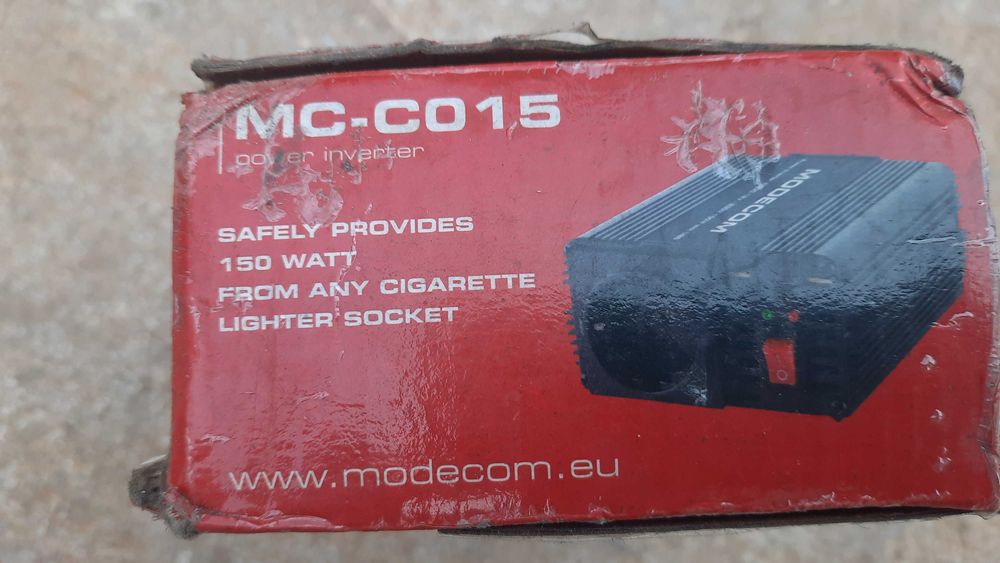 MC-C015
power inverter
SAFELY PROVIDES
150 WATT
FROM ANY CIGARETTE
LIGHTER SOCKET
MODECOM
www.modecom.eu